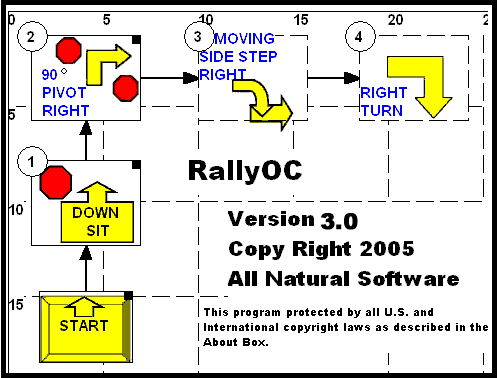 0 5 10 15 20
2
90°
PIVOT
RIGHT
3
MOVING
SIDE STEP
RIGHT
4
RIGHT
TURN
5
1
DOWN
SIT
10
RallyOC
Version 3.0
Copy Right 2005
All Natural Software
15
START
This program protected by all U.S. and
International copyright laws as described in the
About Box.